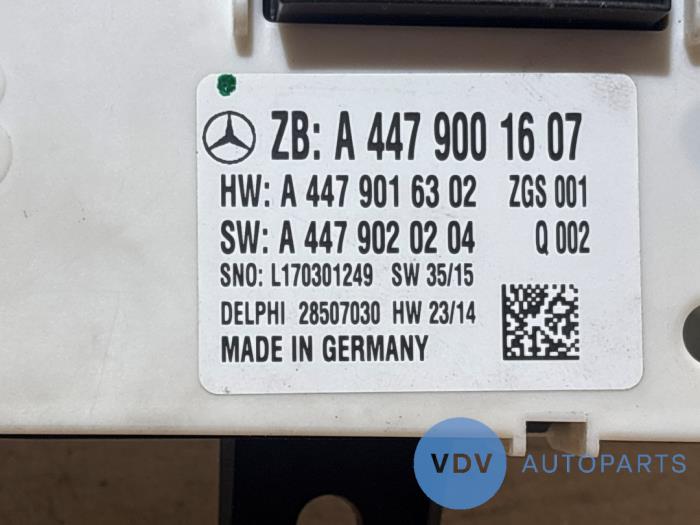 ZB: A 447 900 16 07
HW: A 447 901 63 02 ZGS 001
SW: A 447 902 02 04 Q 002
SNO: L170301249 SW 35/15
DELPHI 28507030 HW 23/14
MADE IN GERMANY
VDV AUTOPARTS